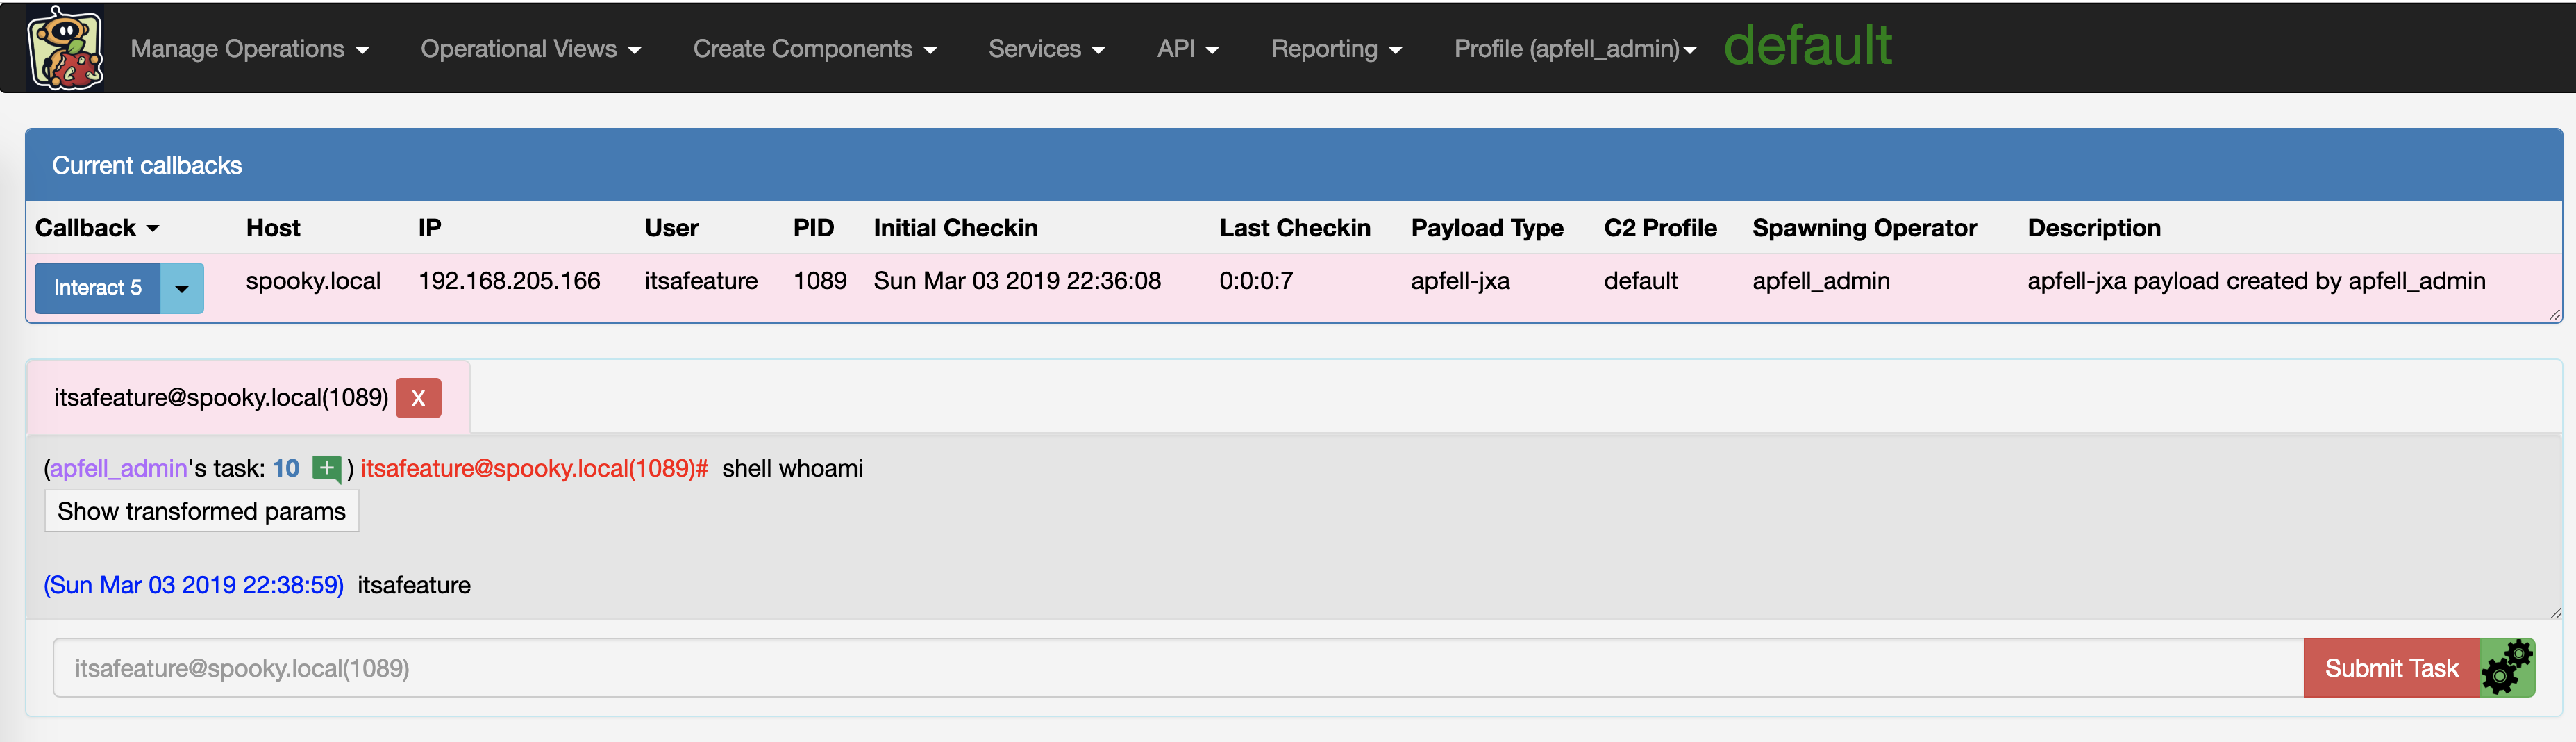 Manage Operations Operational Views Create Components Services API Reporting Profile (apfell_admin) default
Current callbacks
Callback Host IP User PID Initial Checkin Last Checkin Payload Type C2 Profile Spawning Operator Description
Interact 5 spooky.local 192.168.205.166 itsafeature 1089 Sun Mar 03 2019 22:36:08 0:0:0:7 apfell-jxa default apfell_admin apfell-jxa payload created by apfell_admin
itsafeature@spooky.local(1089) X
(apfell_admin's task: 10 + ) itsafeature@spooky.local(1089)# shell whoami
Show transformed params
(Sun Mar 03 2019 22:38:59) itsafeature
itsafeature@spooky.local(1089) Submit Task